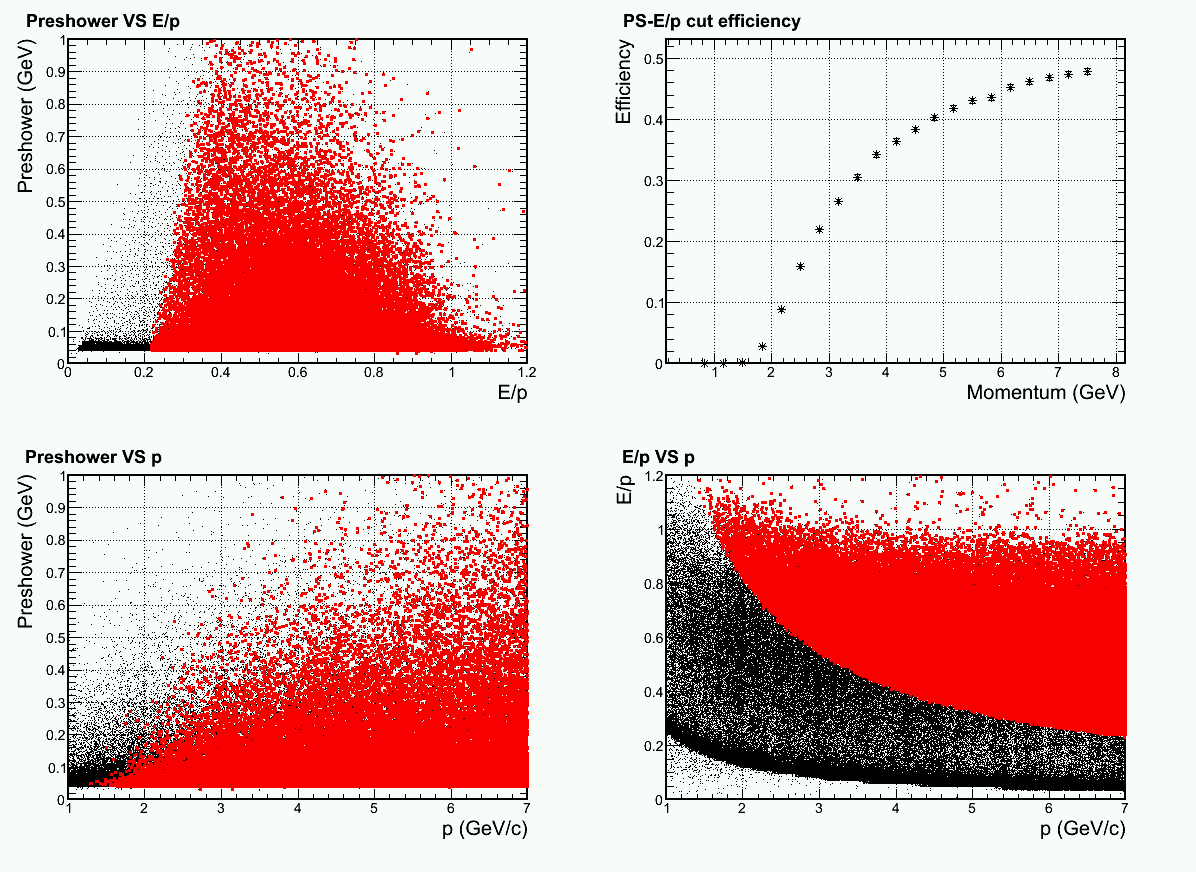 Preshower VS E/p
Preshower (GeV)
1
0.9
0.8
0.7
0.6
0.5
0.4
0.3
0.2
0.1
0
0 0.2 0.4 0.6 0.8 1 1.2
E/p
PS-E/p cut efficiency
Efficiency
0.5
0.4
0.3
0.2
0.1
0
1 2 3 4 5 6 7 8
Momentum (GeV)
Preshower VS p
Preshower (GeV)
1
0.9
0.8
0.7
0.6
0.5
0.4
0.3
0.2
0.1
0
1 2 3 4 5 6 7
p (GeV/c)
E/p VS p
E/p
1.2
1
0.8
0.6
0.4
0.2
0
1 2 3 4 5 6 7
p (GeV/c)